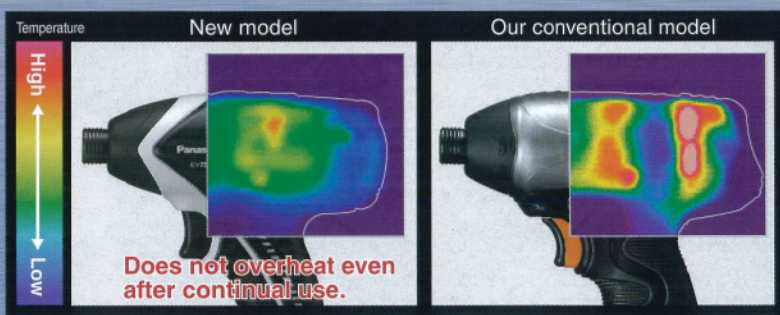 Temperature
New model
Our conventional model
High
Low
Panas
Does not overheat even
after continual use.